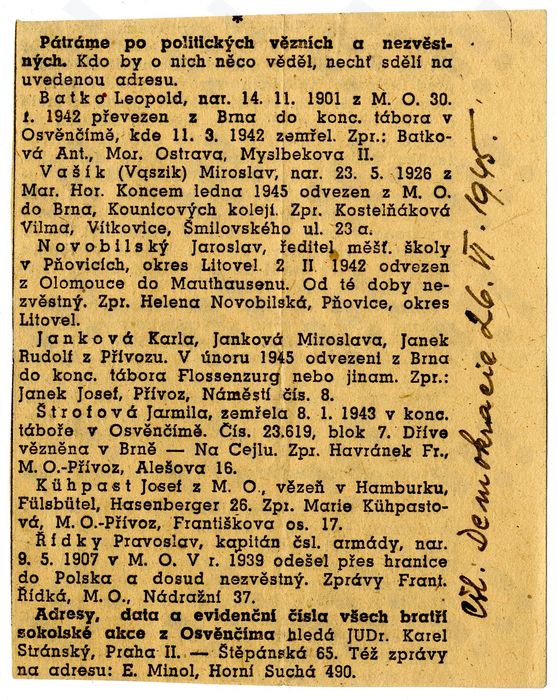 *
Pátráme po politických vězních a nezvěst-
ných. Kdo by o nich něco věděl, nechť sdělí na
uvedenou adresu.
Batko Leopold, nar. 14. 11. 1901 z M. O. 30.
1. 1942 převezen z Brna do konc. tábora v
Osvěnčímě, kde 11. 3. 1942 zemřel. Zpr.: Batko-
vá Ant., Mor. Ostrava, Myslbekova II.
Vašík (Vąszik) Miroslav, nar. 23. 5. 1926 z
Mar. Hor. Koncem ledna 1945 odvezen z M. O.
do Brna, Kounicových kolejí. Zpr. Kostelňáková
Vilma, Vítkovice, Šmilovského ul. 23 a.
Novobilský Jaroslav, ředitel měšť. školy
v Pňovicích, okres Litovel. 2 II 1942 odvezen
z Olomouce do Mauthausenu. Od té doby ne-
zvěstný. Zpr. Helena Novobilská, Pňovice, okres
Litovel.
Janková Karla, Janková Miroslava, Janek
Rudolf z Přívozu. V únoru 1945 odvezeni z Brna
do konc. tábora Flossenzurg nebo jinam. Zpr.:
Janek Josef, Přívoz, Náměstí čís. 8.
Štrofová Jarmila, zemřela 8. 1. 1943 v konc.
táboře v Osvěnčímě. Čís. 23.619, blok 7. Dříve
vězněna v Brně — Na Cejlu. Zpr. Havránek Fr.,
M. O.-Přívoz, Alešova 16.
Kühpast Josef z M. O., vězeň v Hamburku,
Fülsbütel, Hasenberger 26. Zpr. Marie Kühpasto-
vá, M. O.-Přívoz, Františkova os. 17.
Řídky Pravoslav, kapitán čsl. armády, nar.
9. 5. 1907 v M. O. V r. 1939 odešel přes hranice
do Polska a dosud nezvěstný. Zprávy Frant.
Řídká, M. O., Nádražní 37.
Adresy, data a evidenční čísla všech bratří
sokolské akce z Osvěnčíma hledá JUDr. Karel
Stránský, Praha II. — Štěpánská 65. Též zprávy
na adresu: E. Minol, Horní Suchá 490.
Čsl. Demokracie 26. VI. 1945.